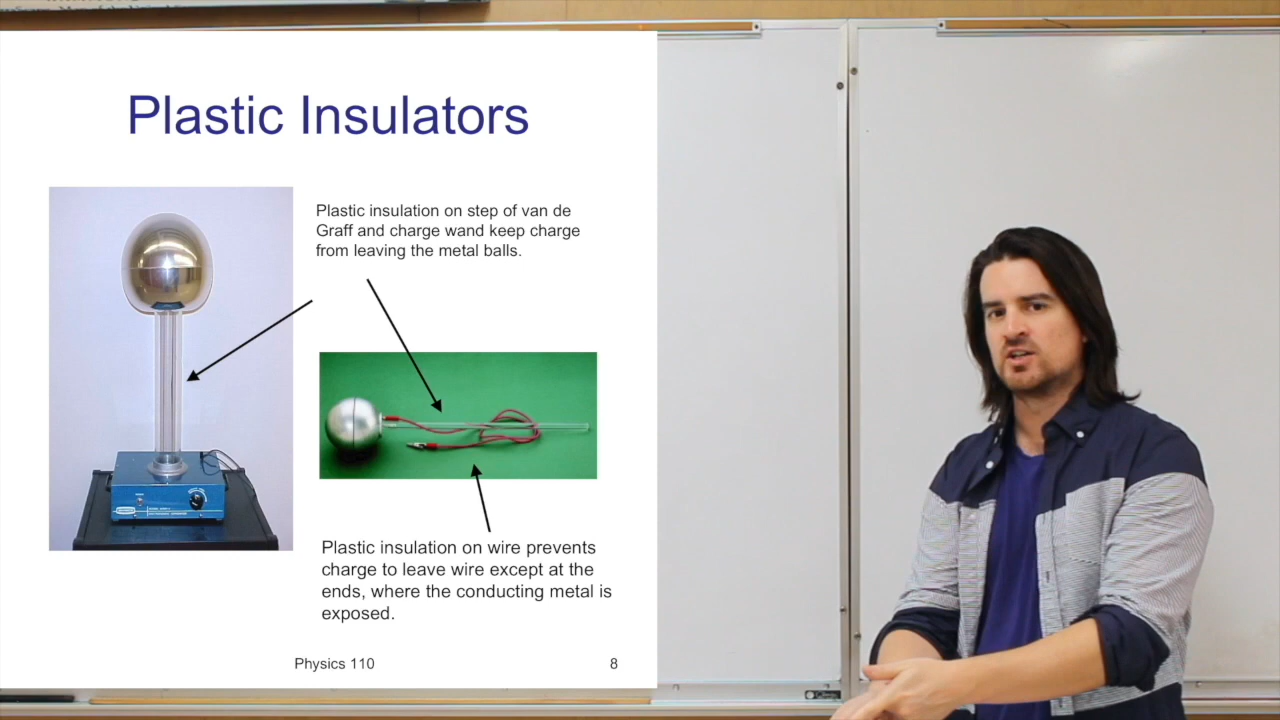 Plastic Insulators
Plastic insulation on step of van de
Graff and charge wand keep charge
from leaving the metal balls.
Plastic insulation on wire prevents
charge to leave wire except at the
ends, where the conducting metal is
exposed.
Physics 110
8